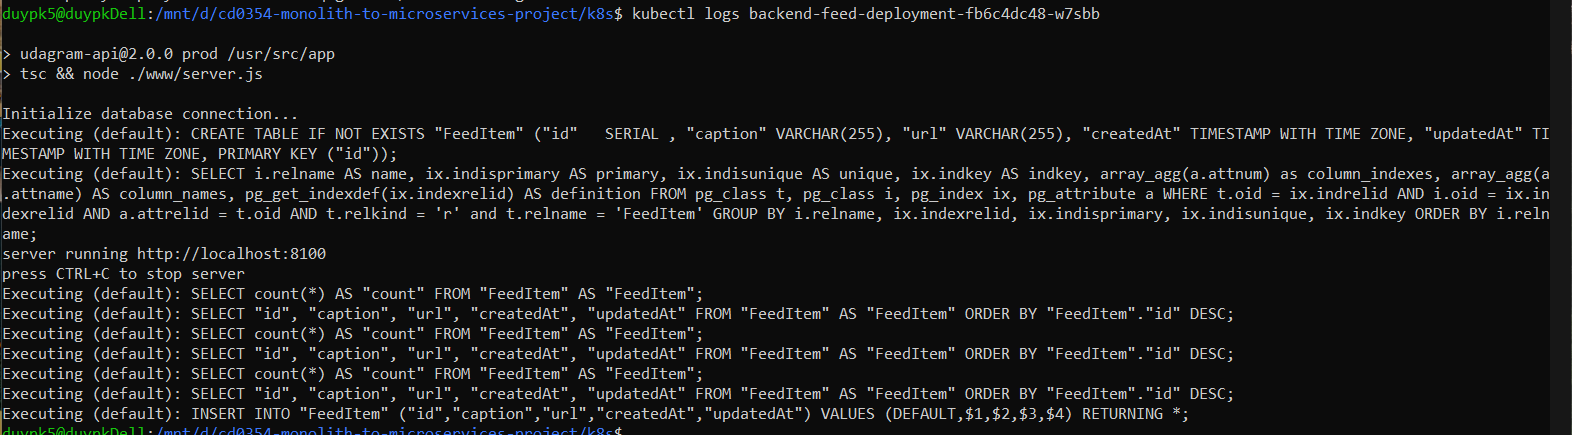 duypk5@duypkDell:/mnt/d/cd0354-monolith-to-microservices-project/k8s$ kubectl logs backend-feed-deployment-fb6c4dc48-w7sbb
> udagram-api@2.0.0 prod /usr/src/app
> tsc && node ./www/server.js
Initialize database connection...
Executing (default): CREATE TABLE IF NOT EXISTS "FeedItem" ("id"   SERIAL , "caption" VARCHAR(255), "url" VARCHAR(255), "createdAt" TIMESTAMP WITH TIME ZONE, "updatedAt" TI
MESTAMP WITH TIME ZONE, PRIMARY KEY ("id"));
Executing (default): SELECT i.relname AS name, ix.indisprimary AS primary, ix.indisunique AS unique, ix.indkey AS indkey, array_agg(a.attnum) as column_indexes, array_agg(a
.attname) AS column_names, pg_get_indexdef(ix.indexrelid) AS definition FROM pg_class t, pg_class i, pg_index ix, pg_attribute a WHERE t.oid = ix.indrelid AND i.oid = ix.in
dexrelid AND a.attrelid = t.oid AND t.relkind = 'r' and t.relname = 'FeedItem' GROUP BY i.relname, ix.indexrelid, ix.indisprimary, ix.indisunique, ix.indkey ORDER BY i.reln
ame;
server running http://localhost:8100
press CTRL+C to stop server
Executing (default): SELECT count(*) AS "count" FROM "FeedItem" AS "FeedItem";
Executing (default): SELECT "id", "caption", "url", "createdAt", "updatedAt" FROM "FeedItem" AS "FeedItem" ORDER BY "FeedItem"."id" DESC;
Executing (default): SELECT count(*) AS "count" FROM "FeedItem" AS "FeedItem";
Executing (default): SELECT "id", "caption", "url", "createdAt", "updatedAt" FROM "FeedItem" AS "FeedItem" ORDER BY "FeedItem"."id" DESC;
Executing (default): SELECT count(*) AS "count" FROM "FeedItem" AS "FeedItem";
Executing (default): SELECT "id", "caption", "url", "createdAt", "updatedAt" FROM "FeedItem" AS "FeedItem" ORDER BY "FeedItem"."id" DESC;
Executing (default): INSERT INTO "FeedItem" ("id","caption","url","createdAt","updatedAt") VALUES (DEFAULT,$1,$2,$3,$4) RETURNING *;
duypk5@duypkDell:/mnt/d/cd0354-monolith-to-microservices-project/k8s$